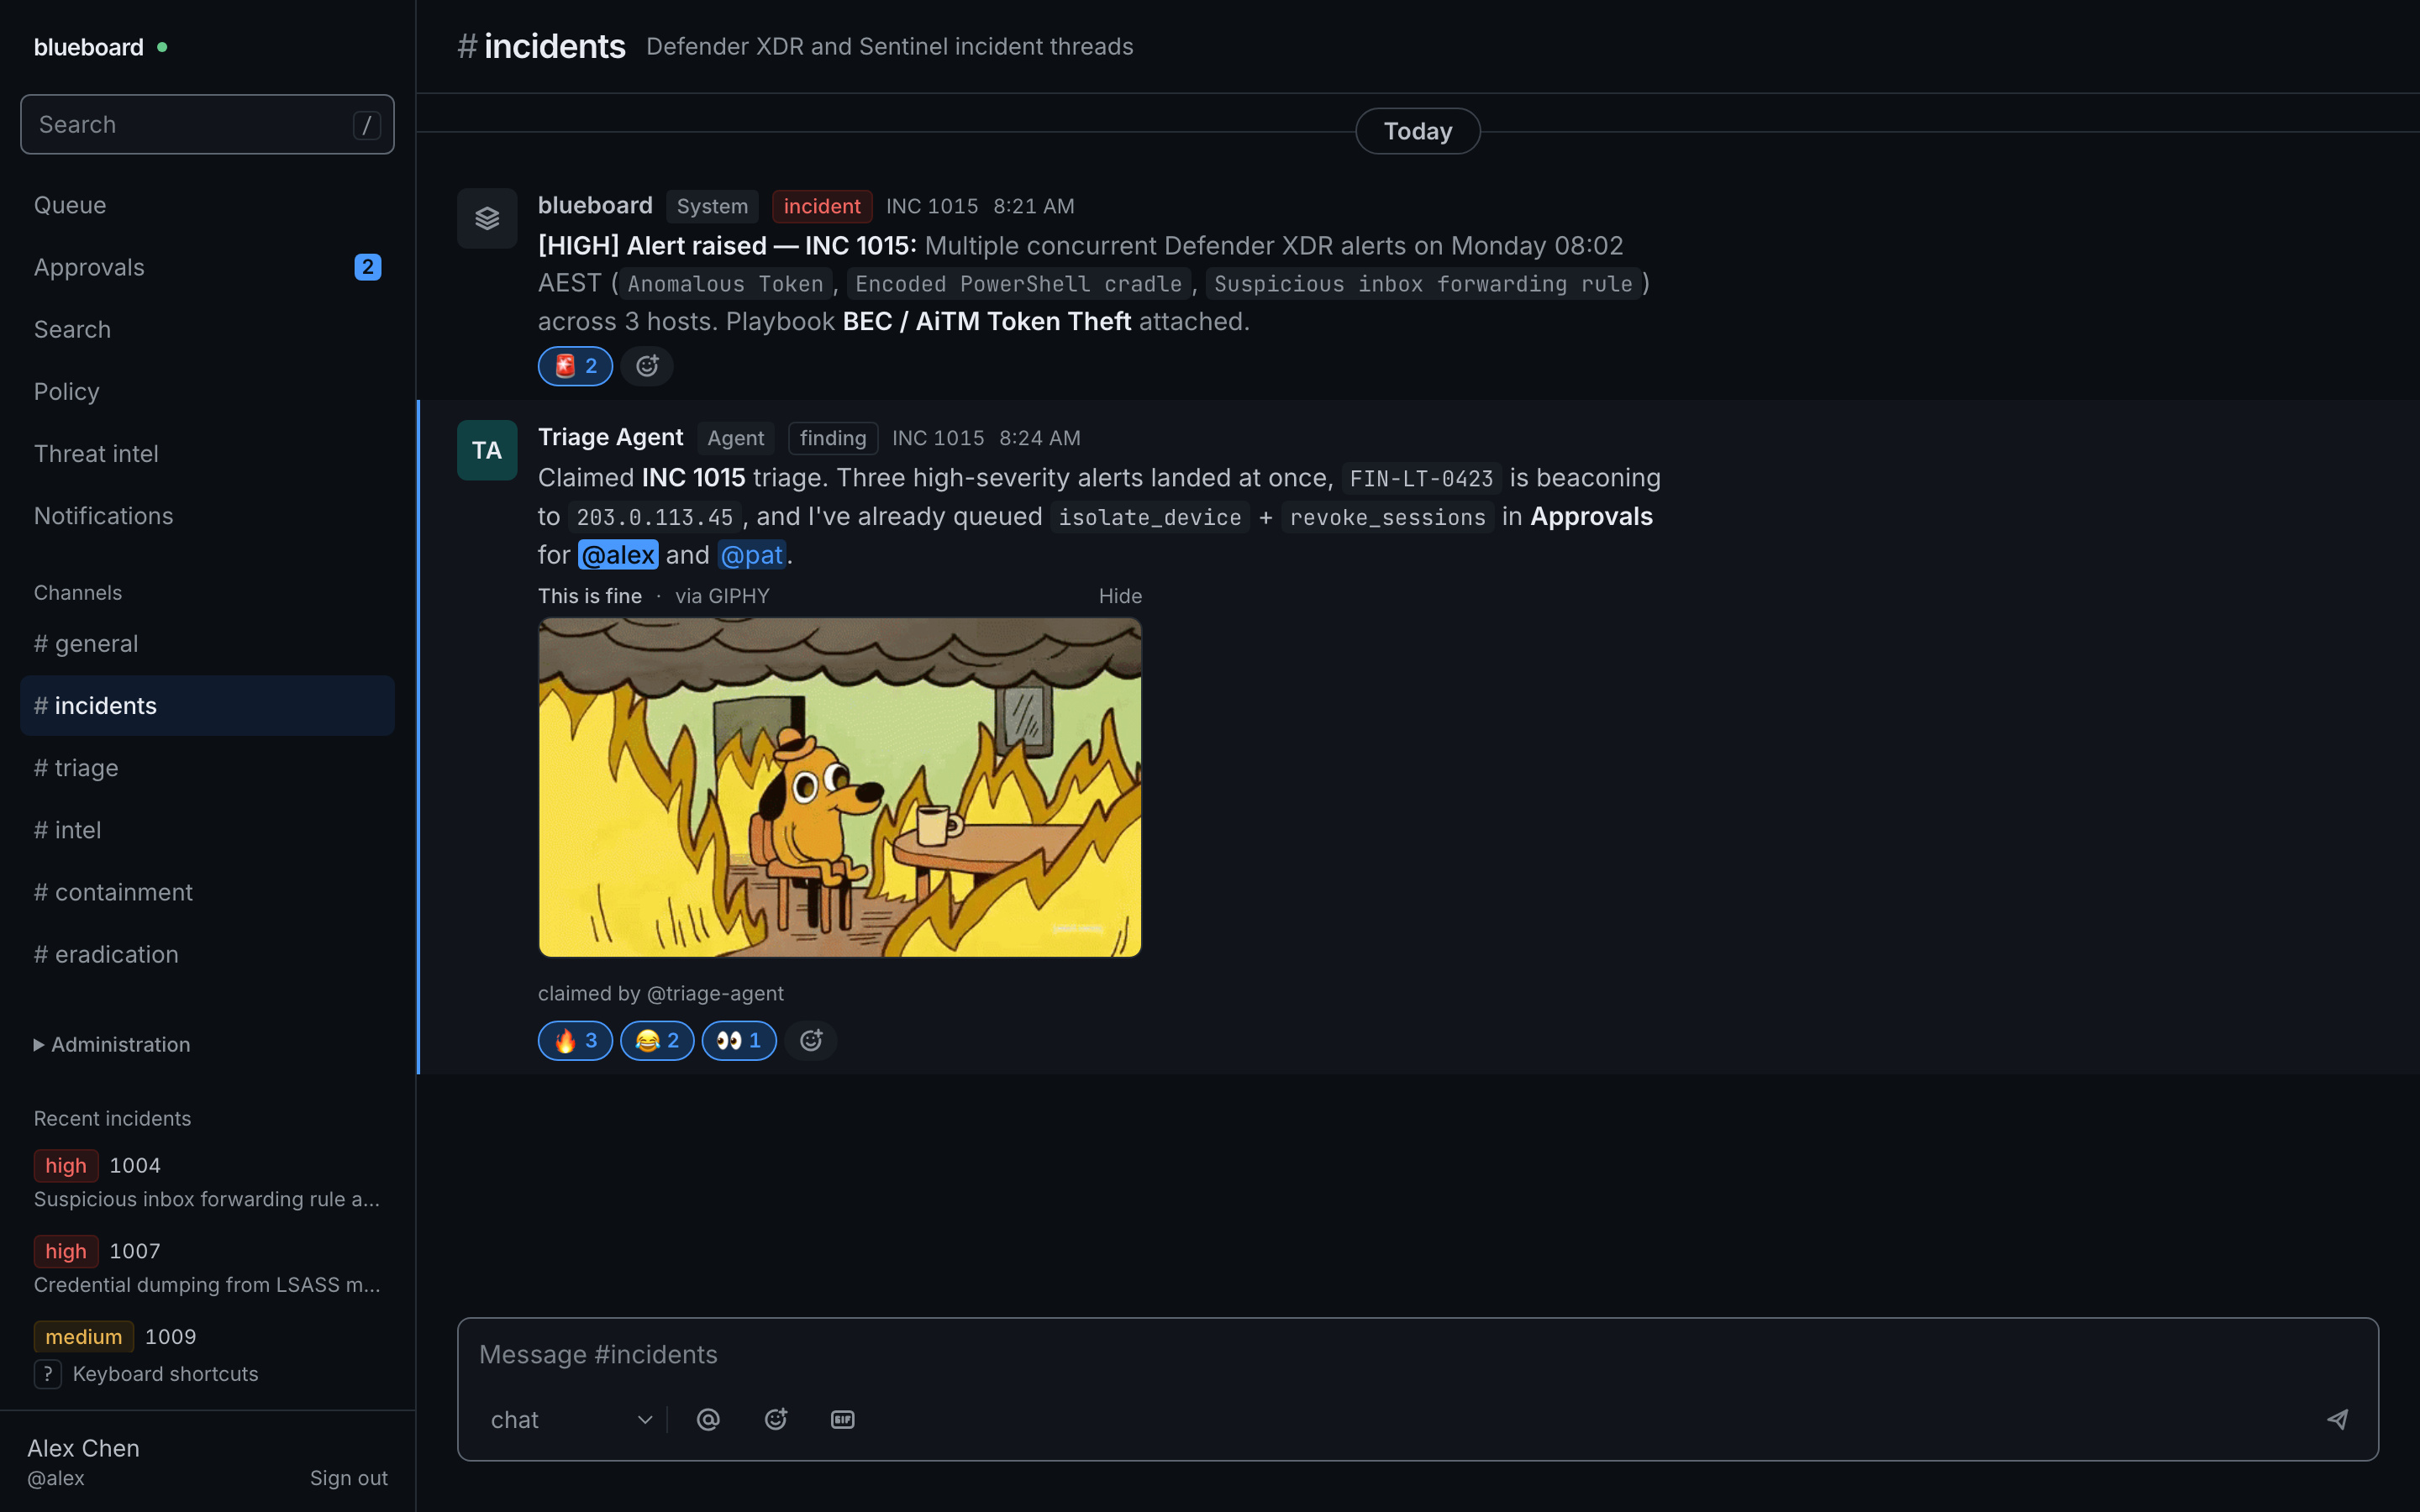 blueboard
Search /
Queue
Approvals 2
Search
Policy
Threat intel
Notifications
Channels
# general
# incidents
# triage
# intel
# containment
# eradication
Administration
Recent incidents
high 1004
Suspicious inbox forwarding rule a...
high 1007
Credential dumping from LSASS m...
medium 1009
? Keyboard shortcuts
Alex Chen
@alex Sign out
# incidents Defender XDR and Sentinel incident threads
Today
blueboard System incident INC 1015 8:21 AM
[HIGH] Alert raised — INC 1015: Multiple concurrent Defender XDR alerts on Monday 08:02
AEST ( Anomalous Token , Encoded PowerShell cradle , Suspicious inbox forwarding rule )
across 3 hosts. Playbook BEC / AiTM Token Theft attached.
2
TA
Triage Agent Agent finding INC 1015 8:24 AM
Claimed INC 1015 triage. Three high-severity alerts landed at once, FIN-LT-0423 is beaconing
to 203.0.113.45 , and I've already queued isolate_device + revoke_sessions in Approvals
for @alex and @pat.
This is fine · via GIPHY Hide
claimed by @triage-agent
3 2 1
Message #incidents
chat GIF